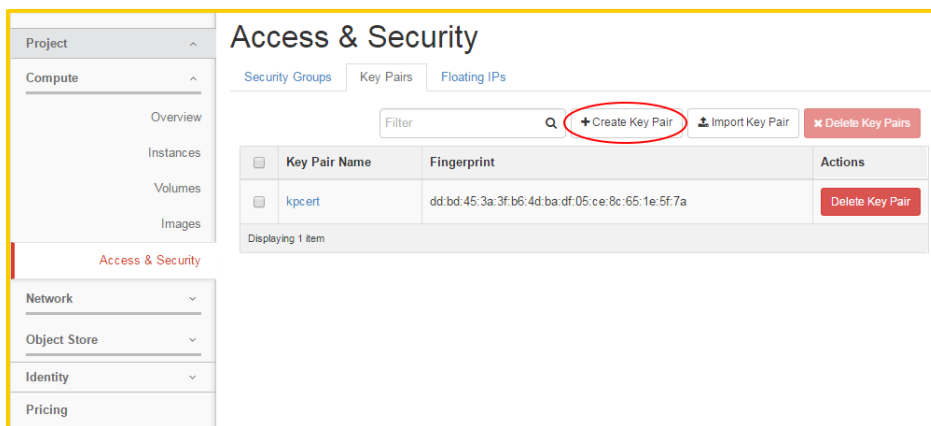 Access & Security
Project
Compute
Overview
Instances
Volumes
Images
Access & Security
Network
Object Store
Identity
Pricing
Security Groups Key Pairs Floating IPs
Filter Create Key Pair Import Key Pair Delete Key Pairs
Key Pair Name Fingerprint Actions
kpcert dd:bd:45:3a:3f:b6:4d:ba:df:05:ce:8c:65:1e:5f:7a Delete Key Pair
Displaying 1 item